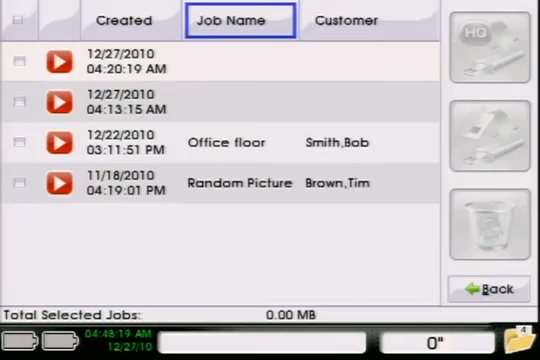 Created Job Name Customer
HQ
12/27/2010
04:20:19 AM
12/27/2010
04:13:15 AM
12/22/2010
03:11:51 PM Office floor Smith,Bob
11/18/2010
04:19:01 PM Random Picture Brown,Tim
Back
Total Selected Jobs: 0.00 MB
04:48:19 AM
12/27/10
0"
4